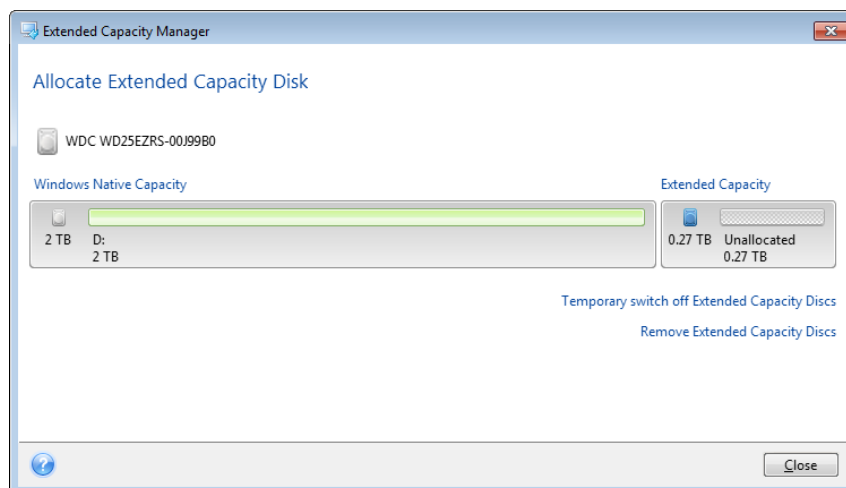 Extended Capacity Manager
Allocate Extended Capacity Disk
WDC WD25EZRS-00J99B0
Windows Native Capacity
Extended Capacity
2 TB
D:
2 TB
0.27 TB
Unallocated
0.27 TB
Temporary switch off Extended Capacity Discs
Remove Extended Capacity Discs
Close